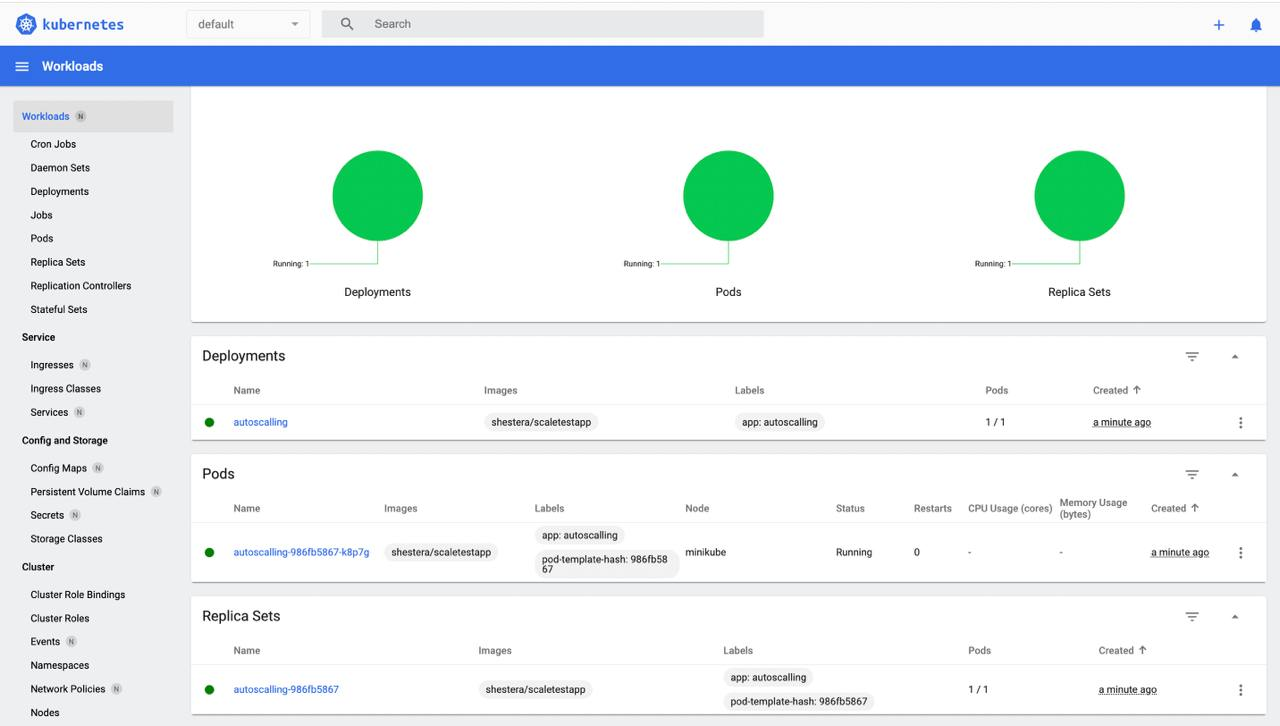 kubernetes
default
Search
Workloads
Workloads N
Cron Jobs
Daemon Sets
Deployments
Jobs
Pods
Replica Sets
Replication Controllers
Stateful Sets
Service
Ingresses N
Ingress Classes
Services N
Config and Storage
Config Maps N
Persistent Volume Claims N
Secrets N
Storage Classes
Cluster
Cluster Role Bindings
Cluster Roles
Events N
Namespaces
Network Policies N
Nodes
Running: 1 Running: 1 Running: 1
Deployments Pods Replica Sets
Deployments
Name Images Labels Pods Created
autoscalling shestera/scaletestapp app: autoscalling 1 / 1 a minute ago
Pods
Name Images Labels Node Status Restarts CPU Usage (cores) Memory Usage
(bytes) Created
app: autoscalling
autoscalling-986fb5867-k8p7g shestera/scaletestapp pod-template-hash: 986fb58
67 minikube Running 0 - - a minute ago
Replica Sets
Name Images Labels Pods Created
app: autoscalling
autoscalling-986fb5867 shestera/scaletestapp pod-template-hash: 986fb5867 1 / 1 a minute ago